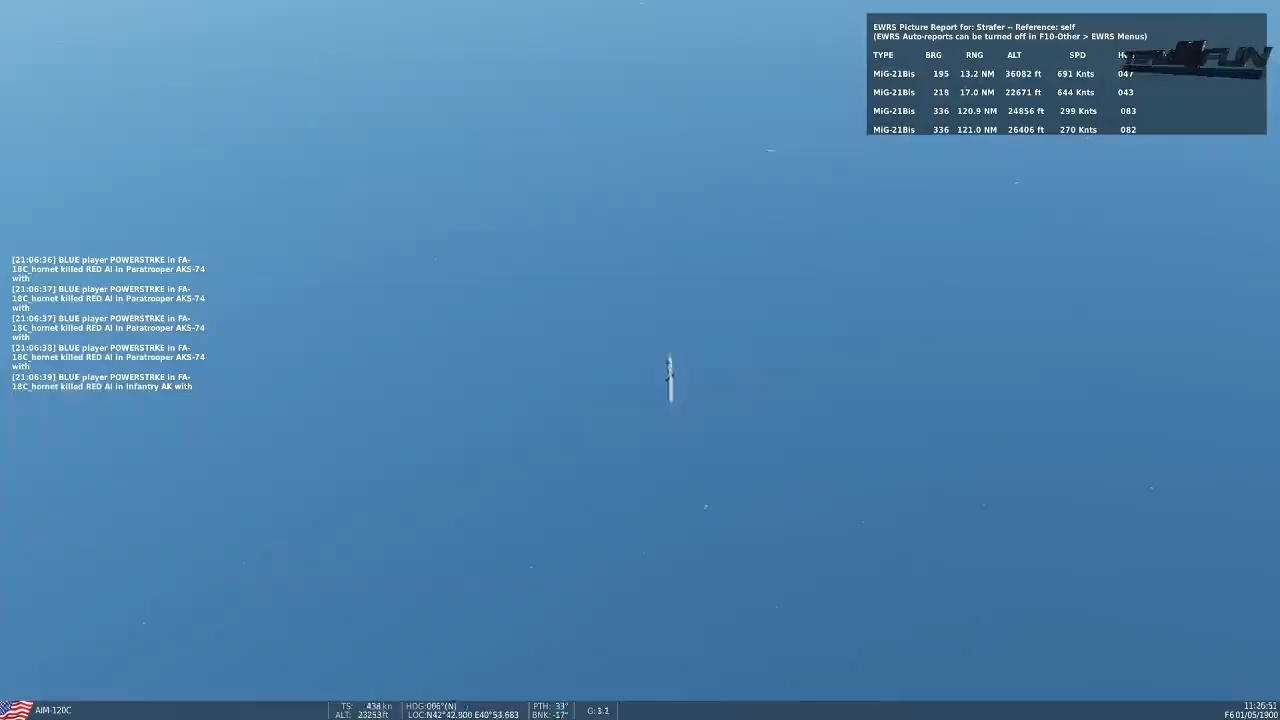 EWRS Picture Report for: Strafer -- Reference: self
(EWRS Auto-reports can be turned off in F10-Other > EWRS Menus)
TYPE BRG RNG ALT SPD
MiG-21Bis 195 13.2 NM 36082 ft 691 Knts 047
MiG-21Bis 218 17.0 NM 22671 ft 644 Knts 043
MiG-21Bis 336 120.9 NM 24856 ft 299 Knts 083
MiG-21Bis 336 121.0 NM 26406 ft 270 Knts 082
[21:06:36] BLUE player POWERSTRKE in FA-
18C_hornet killed RED AI in Paratrooper AKS-74
with
[21:06:37] BLUE player POWERSTRKE in FA-
18C_hornet killed RED AI in Paratrooper AKS-74
with
[21:06:37] BLUE player POWERSTRKE in FA-
18C_hornet killed RED AI in Paratrooper AKS-74
with
[21:06:38] BLUE player POWERSTRKE in FA-
18C_hornet killed RED AI in Paratrooper AKS-74
with
[21:06:39] BLUE player POWERSTRKE in FA-
18C_hornet killed RED AI in Infantry AK with
AIM-120C
TS: kn HDG:006°(N) PTH: 33° G: 11:26:51
ALT: 23253ft LOC:N42°42.800 E40°53.683 BNK:-17° F6 01/05/1900